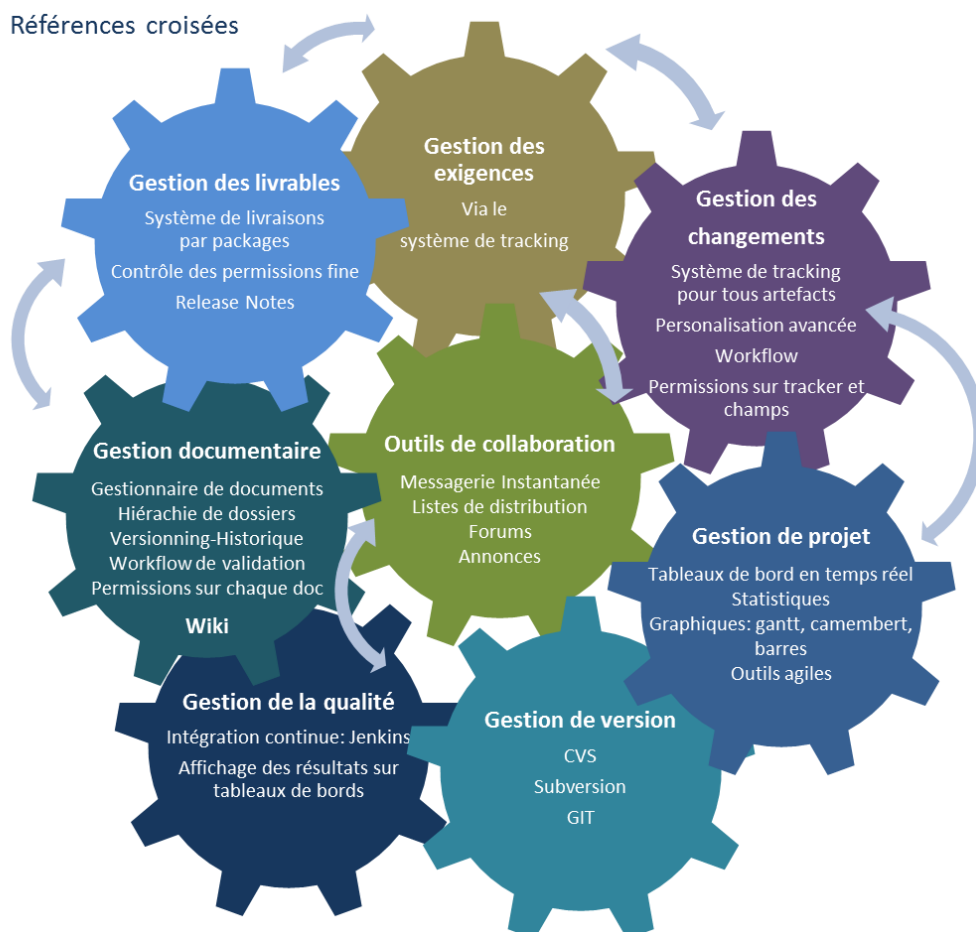 Références croisées
Gestion des
exigences
Via le
système de tracking
Gestion des livrables
Système de livraisons
par packages
Contrôle des permissions fine
Release Notes
Gestion des
changements
Système de tracking
pour tous artefacts
Personalisation avancée
Workflow
Permissions sur tracker et
champs
Gestion documentaire
Gestionnaire de documents
Hiérachie de dossiers
Versionning-Historique
Workflow de validation
Permissions sur chaque doc
Wiki
Outils de collaboration
Messagerie Instantanée
Listes de distribution
Forums
Annonces
Gestion de projet
Tableaux de bord en temps réel
Statistiques
Graphiques: gantt, camembert,
barres
Outils agiles
Gestion de la qualité
Intégration continue: Jenkins
Affichage des résultats sur
tableaux de bords
Gestion de version
CVS
Subversion
GIT